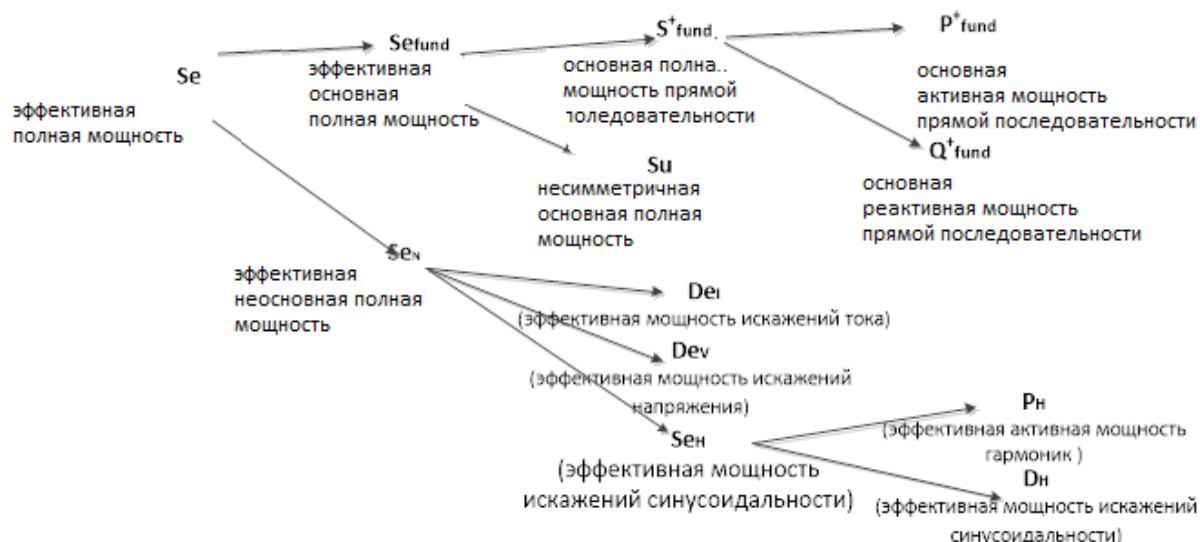 Se
эффективная
полная мощность
Sefund
эффективная
основная
полная мощность
S⁺fund.
основная полна..
мощность прямой
поледовательности
P⁺fund
основная
активная мощность
прямой последовательности
Q⁺fund
основная
реактивная мощность
прямой последовательности
Su
несимметричная
основная полная
мощность
SeN
эффективная
неосновная полная
мощность
DeI
(эффективная мощность искажений тока)
DeV
(эффективная мощность искажений
напряжения)
SeH
(эффективная мощность
искажений синусоидальности)
PH
(эффективная активная мощность
гармоник )
DH
(эффективная мощность искажений
синусоидальности)